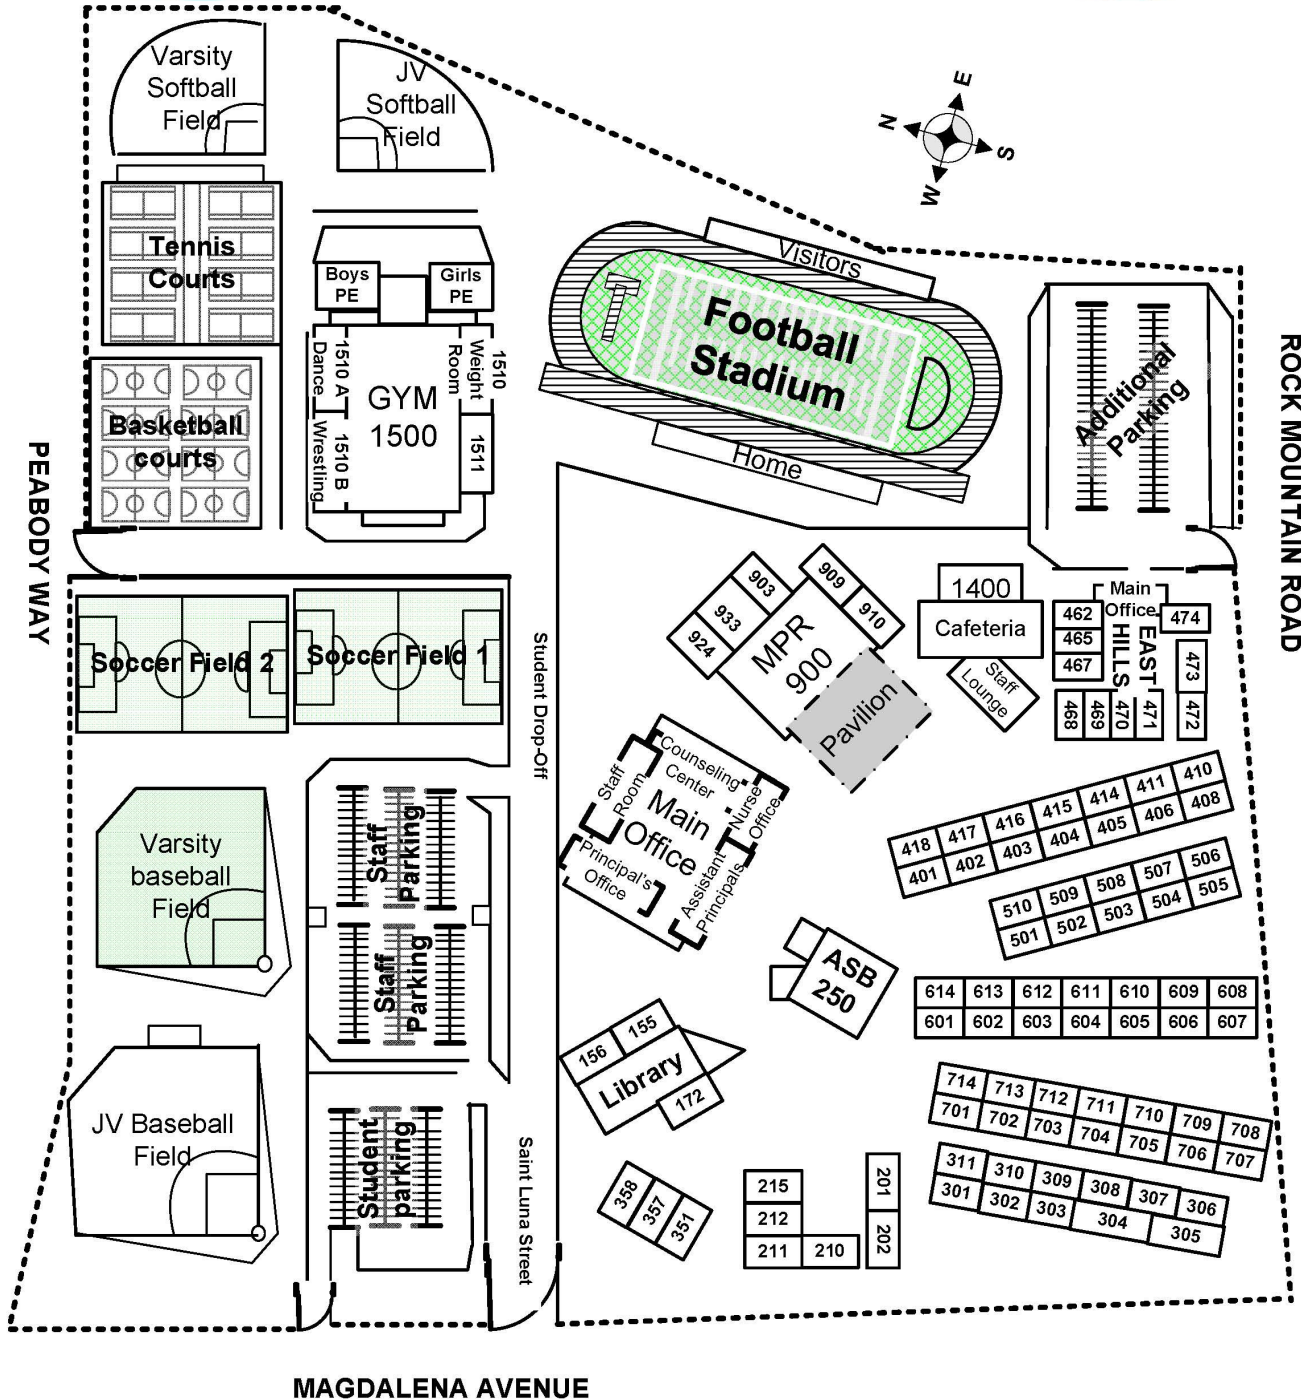 Varsity
Softball
Field
JV
Softball
Field
E
N
S
W
Tennis
Courts
Boys
PE
Girls
PE
1510 A
Dance
1510 B
Wrestling
GYM
1500
1510
Weight
Room
1511
Basketball
courts
Visitors
Football
Stadium
Home
Additional
Parking
PEABODY WAY
ROCK MOUNTAIN ROAD
Soccer Field 2
Soccer Field 1
Student Drop-Off
903
933
924
909
910
MPR
900
Pavilion
1400
Cafeteria
Staff
Lounge
Main
Office
EAST
HILLS
462
465
467
474
473
472
468
469
470
471
Counseling
Center
Staff
Room
Main
Office
Nurse
Office
Principal's
Office
Assistant
Principals
Staff
Parking
Staff
Parking
Varsity
baseball
Field
418 417 416 415 414 411 410
401 402 403 404 405 406 408
510 509 508 507 506
501 502 503 504 505
ASB
250
614 613 612 611 610 609 608
601 602 603 604 605 606 607
156 155
Library
172
714 713 712 711 710 709 708
701 702 703 704 705 706 707
JV Baseball
Field
Student
parking
Saint Luna Street
358
357
351
215
212
211 210
201
202
311 310 309 308 307 306
301 302 303 304 305
MAGDALENA AVENUE